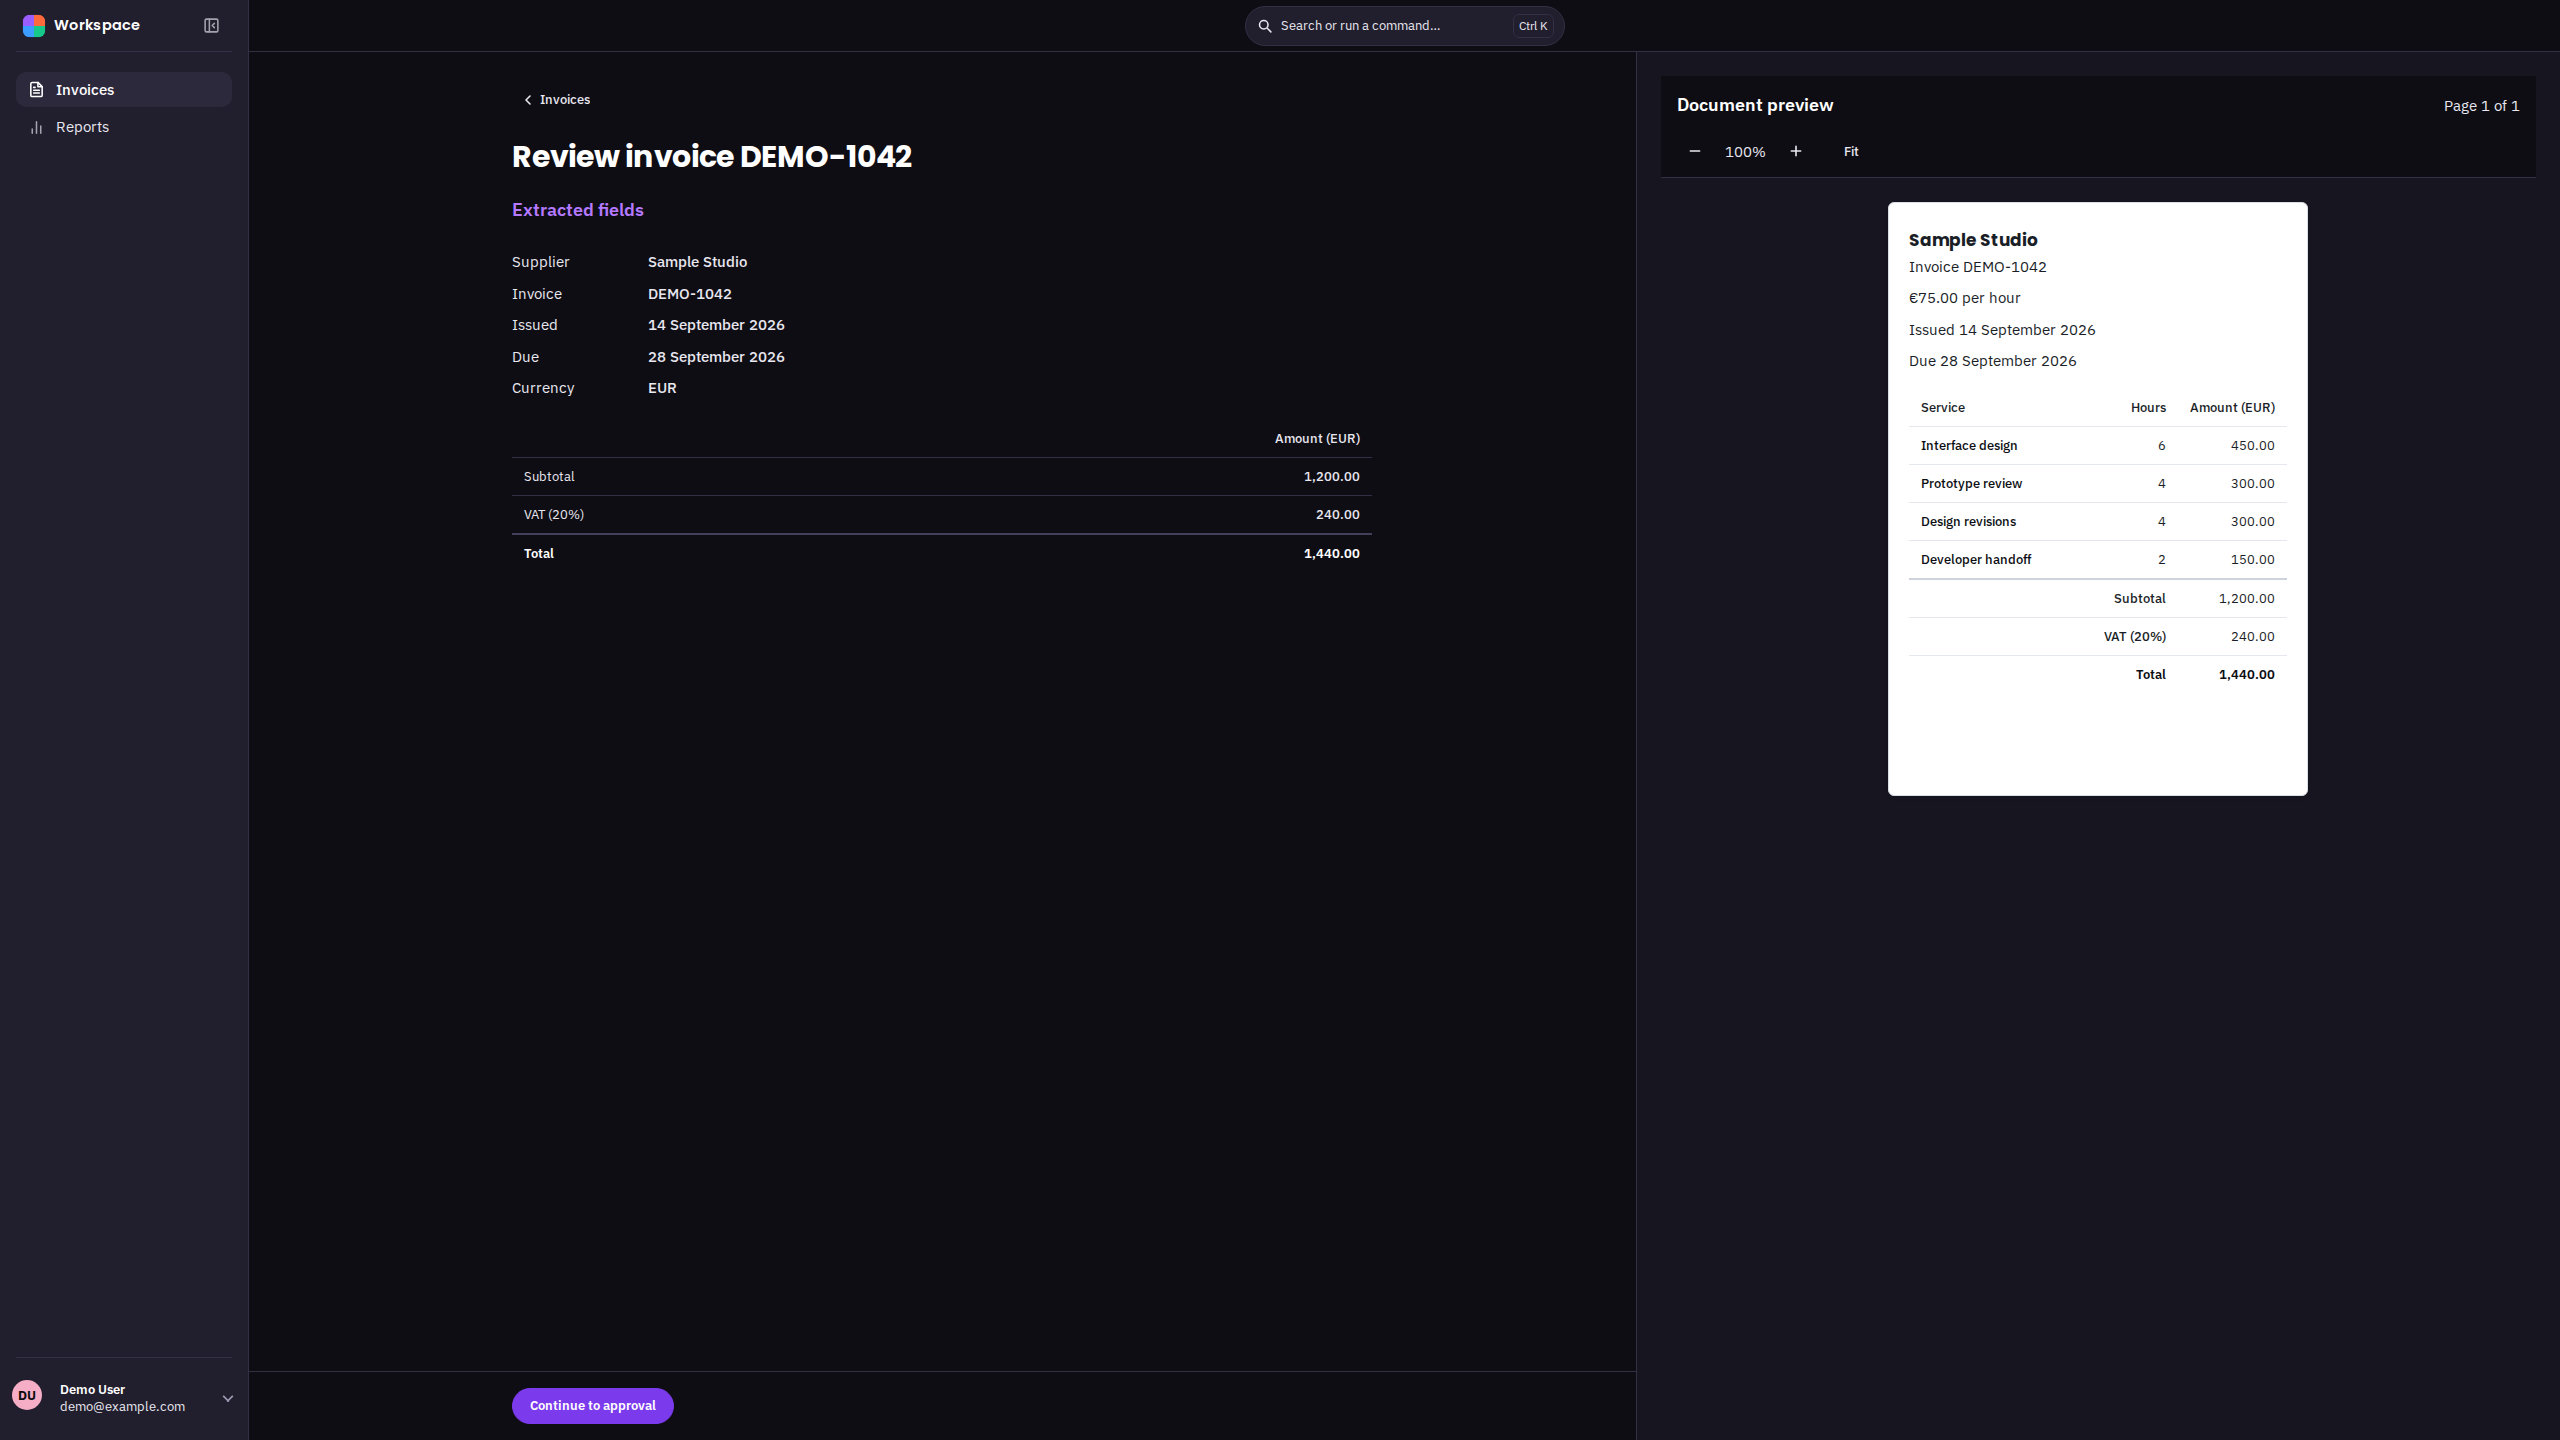 Workspace
Search or run a command...
Ctrl K
Invoices
Reports
Invoices
Review invoice DEMO-1042
Extracted fields
Supplier Sample Studio
Invoice DEMO-1042
Issued 14 September 2026
Due 28 September 2026
Currency EUR
Amount (EUR)
Subtotal 1,200.00
VAT (20%) 240.00
Total 1,440.00
Continue to approval
Document preview
Page 1 of 1
100%
Fit
Sample Studio
Invoice DEMO-1042
€75.00 per hour
Issued 14 September 2026
Due 28 September 2026
Service Hours Amount (EUR)
Interface design 6 450.00
Prototype review 4 300.00
Design revisions 4 300.00
Developer handoff 2 150.00
Subtotal 1,200.00
VAT (20%) 240.00
Total 1,440.00
DU
Demo User
demo@example.com